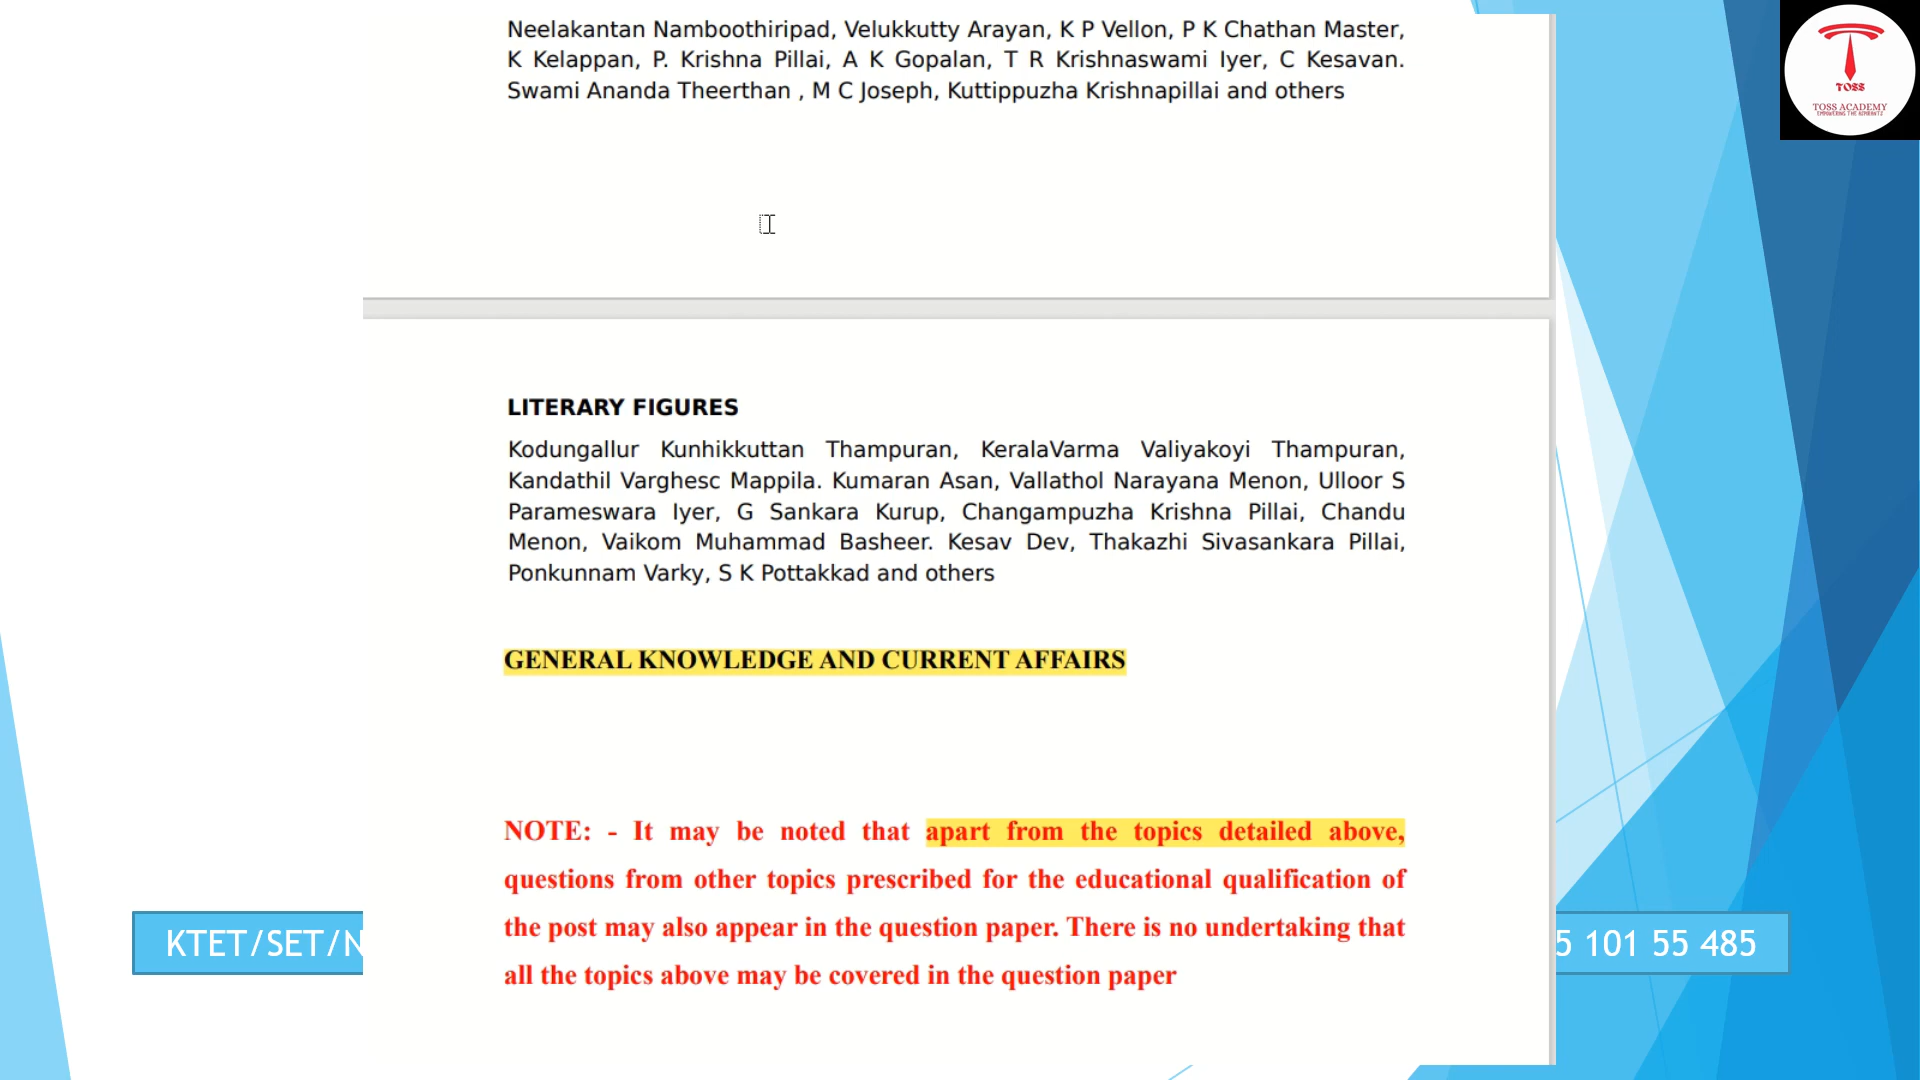 Neelakantan Namboothiripad, Velukkutty Arayan, K P Vellon, P K Chathan Master,
K Kelappan, P. Krishna Pillai, A K Gopalan, T R Krishnaswami Iyer, C Kesavan.
Swami Ananda Theerthan , M C Joseph, Kuttippuzha Krishnapillai and others
TOSS
TOSS ACADEMY
EMPOWERING THE ASPIRANTS
LITERARY FIGURES
Kodungallur Kunhikkuttan Thampuran, KeralaVarma Valiyakoyi Thampuran,
Kandathil Varghesc Mappila. Kumaran Asan, Vallathol Narayana Menon, Ulloor S
Parameswara Iyer, G Sankara Kurup, Changampuzha Krishna Pillai, Chandu
Menon, Vaikom Muhammad Basheer. Kesav Dev, Thakazhi Sivasankara Pillai,
Ponkunnam Varky, S K Pottakkad and others
GENERAL KNOWLEDGE AND CURRENT AFFAIRS
NOTE: - It may be noted that apart from the topics detailed above,
questions from other topics prescribed for the educational qualification of
the post may also appear in the question paper. There is no undertaking that
all the topics above may be covered in the question paper
KTET/SET/N
5 101 55 485